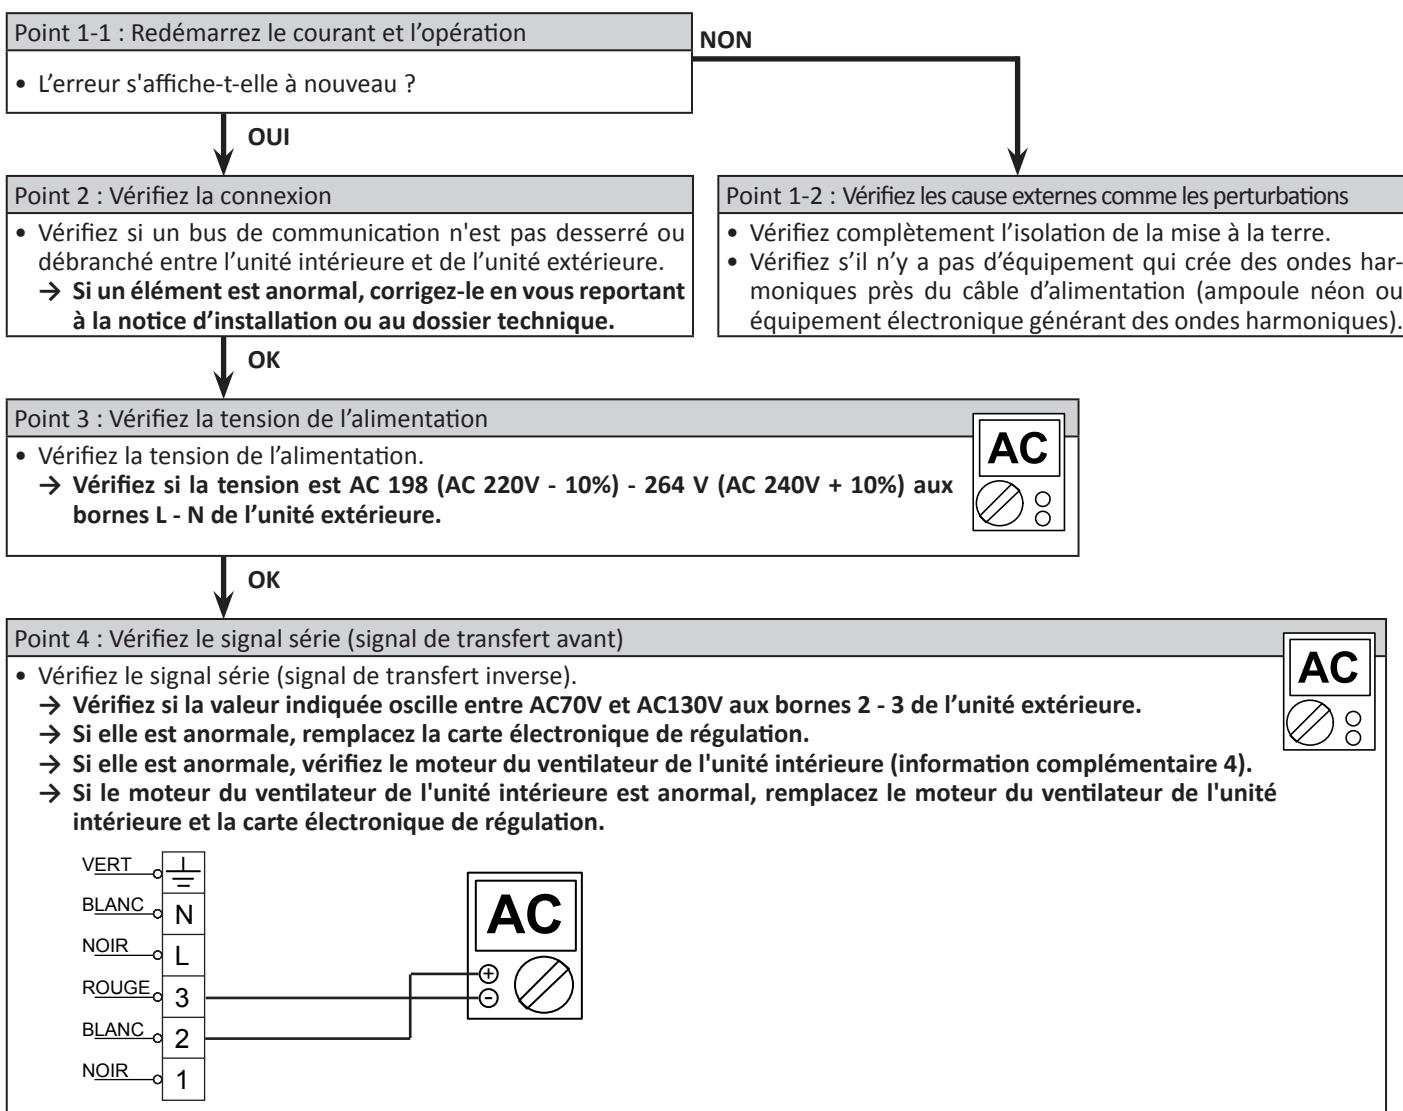 Point 1-1 : Redémarrez le courant et l’opération
NON
• L’erreur s'affiche-t-elle à nouveau ?
OUI
Point 2 : Vérifiez la connexion
• Vérifiez si un bus de communication n'est pas desserré ou
débranché entre l’unité intérieure et de l’unité extérieure.
→ Si un élément est anormal, corrigez-le en vous reportant
à la notice d’installation ou au dossier technique.
Point 1-2 : Vérifiez les cause externes comme les perturbations
• Vérifiez complètement l’isolation de la mise à la terre.
• Vérifiez s’il n’y a pas d’équipement qui crée des ondes har-
moniques près du câble d’alimentation (ampoule néon ou
équipement électronique générant des ondes harmoniques).
OK
Point 3 : Vérifiez la tension de l’alimentation
• Vérifiez la tension de l’alimentation.
→ Vérifiez si la tension est AC 198 (AC 220V - 10%) - 264 V (AC 240V + 10%) aux
bornes L - N de l’unité extérieure.
AC
OK
Point 4 : Vérifiez le signal série (signal de transfert avant)
• Vérifiez le signal série (signal de transfert inverse).
→ Vérifiez si la valeur indiquée oscille entre AC70V et AC130V aux bornes 2 - 3 de l’unité extérieure.
→ Si elle est anormale, remplacez la carte électronique de régulation.
→ Si elle est anormale, vérifiez le moteur du ventilateur de l'unité intérieure (information complémentaire 4).
→ Si le moteur du ventilateur de l'unité intérieure est anormal, remplacez le moteur du ventilateur de l'unité
intérieure et la carte électronique de régulation.
AC
VERT
BLANC N
NOIR L
ROUGE 3
BLANC 2
NOIR 1
AC
+
-